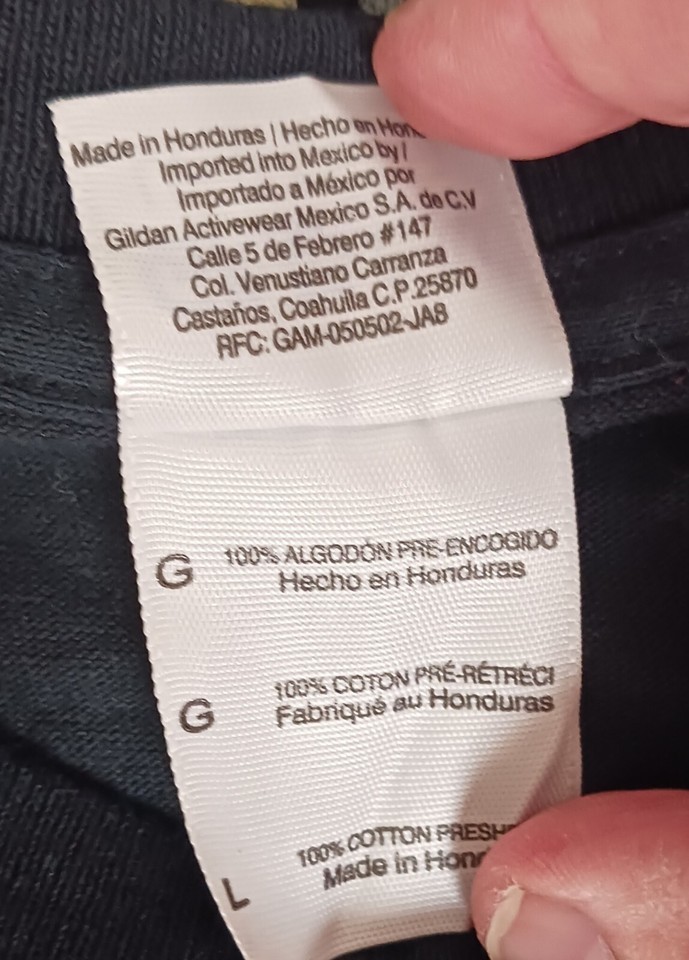 Made in Honduras | Hecho en
Imported into Mexico by /
Importado a México por
Gildan Activewear Mexico S.A. de C.V
Calle 5 de Febrero #147
Col. Venustiano Carranza
Castaños, Coahuila C.P.25870
RFC: GAM-050502-JA8
G 100% ALGODÓN PRE-ENCOGIDO
Hecho en Honduras
G 100% COTON PRÉ-RÉTRÉCI
Fabriqué au Honduras
L 100% COTTON
Made in